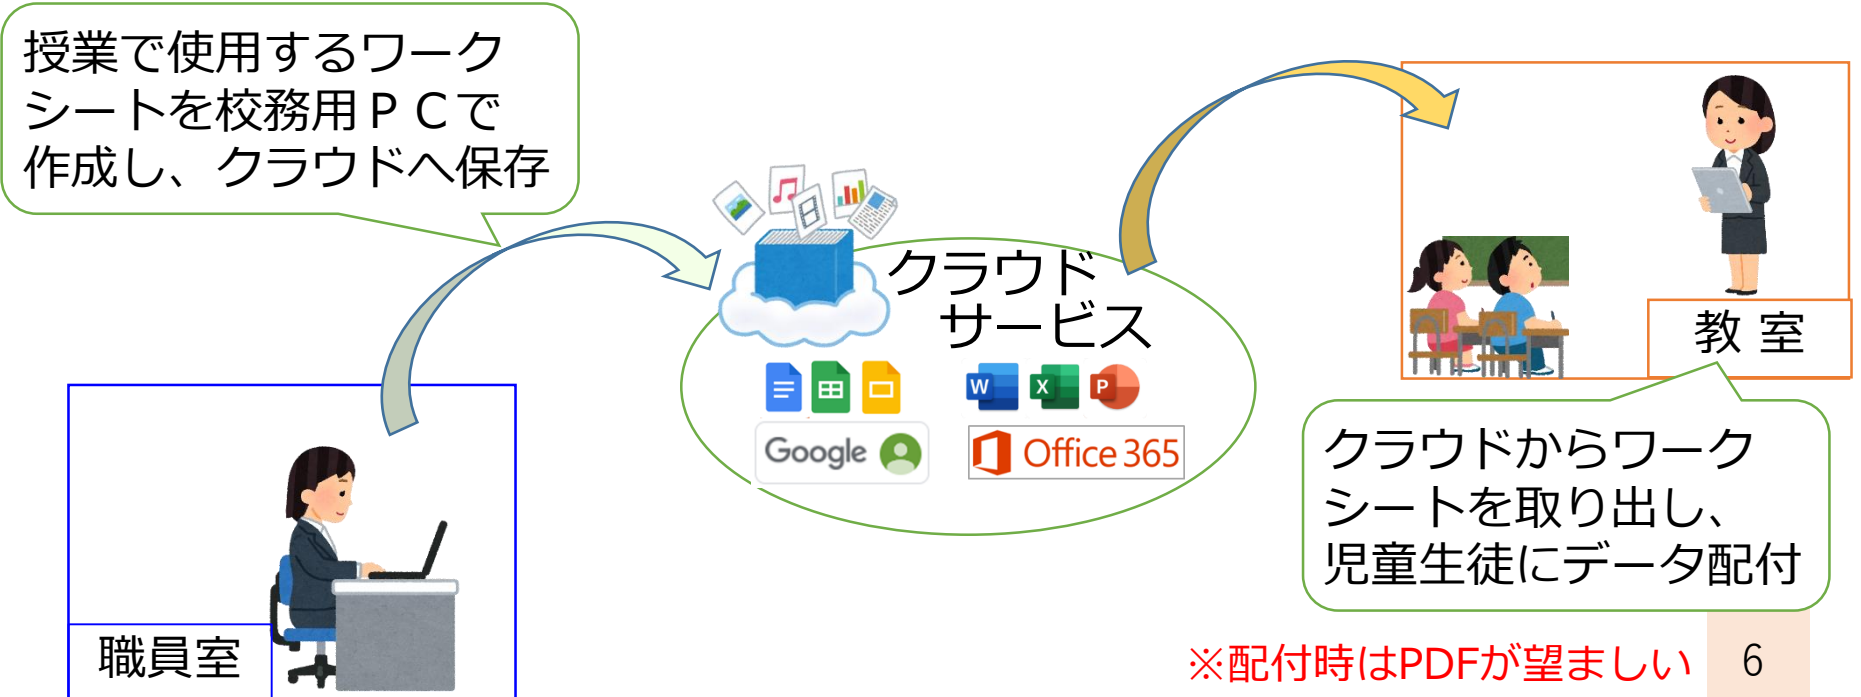 授業で使用するワーク
シートを校務用ＰＣで
作成し、クラウドへ保存
クラウド
サービス
W
X
P
Google
Office 365
教 室
クラウドからワーク
シートを取り出し、
児童生徒にデータ配付
職員室
※配付時はPDFが望ましい
6